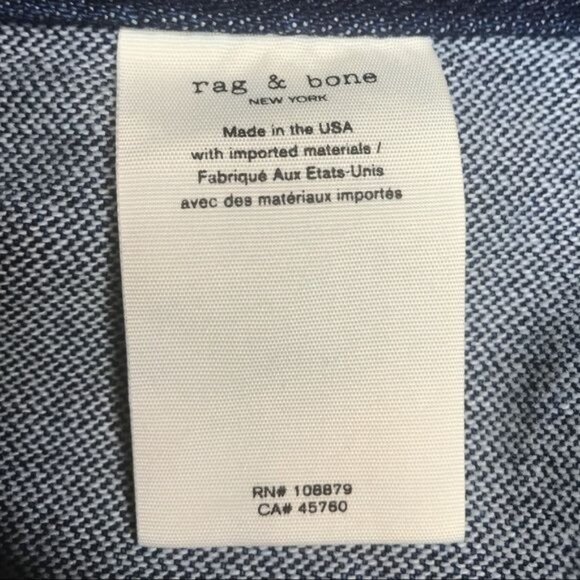 rag & bone
NEW YORK
Made in the USA
with imported materials /
Fabriqué Aux Etats-Unis
avec des matériaux importés
RN# 108879
CA# 45760